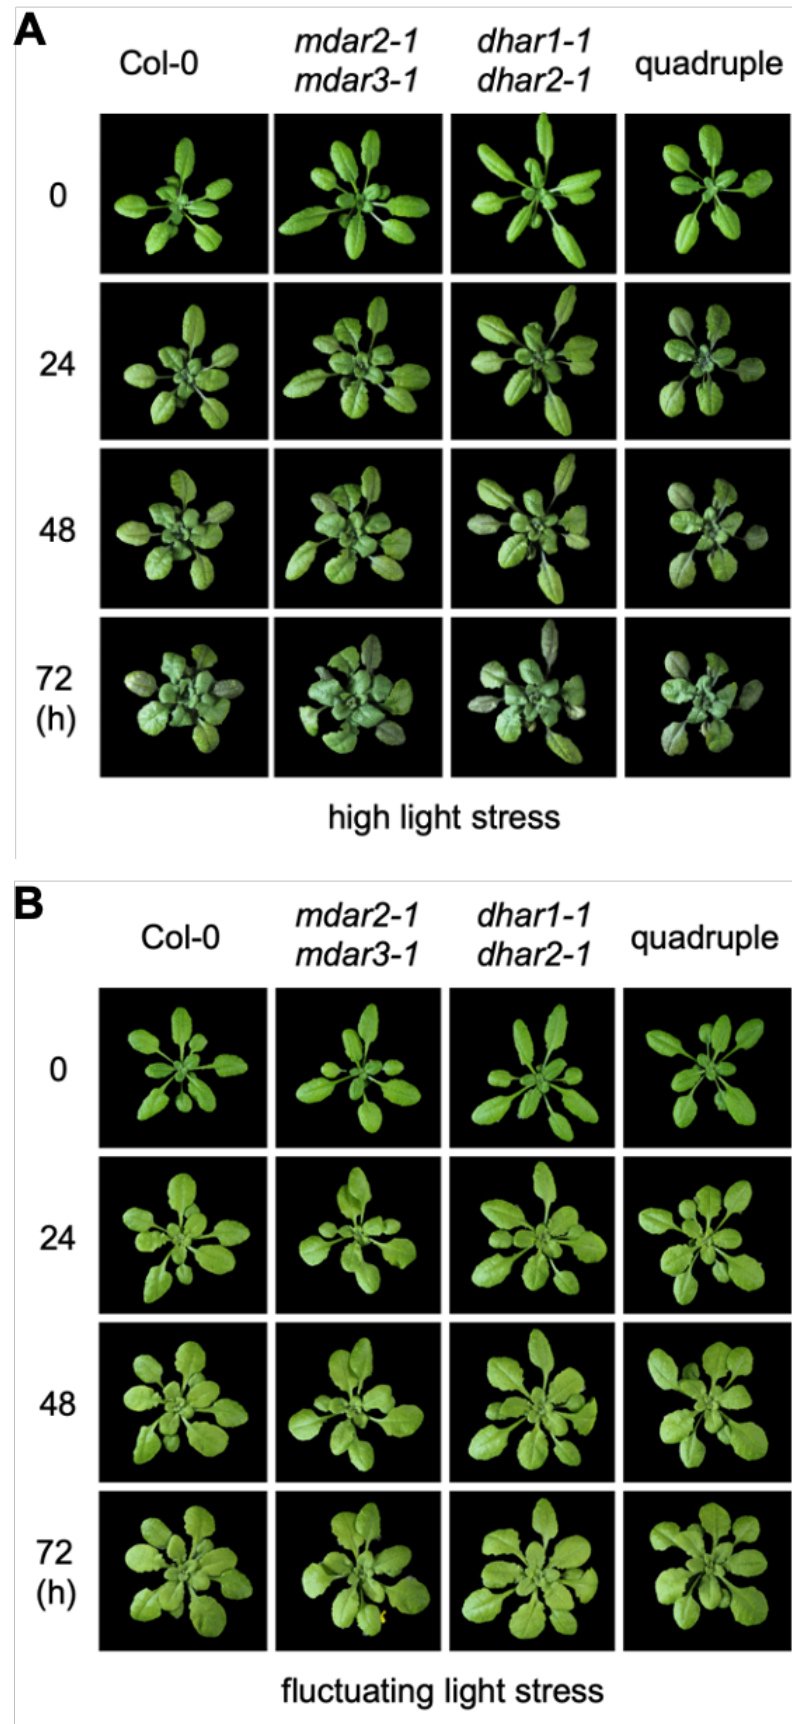 A
Col-0
mdar2-1
mdar3-1
dhar1-1
dhar2-1
quadruple
0
24
48
72
(h)
high light stress
B
Col-0
mdar2-1
mdar3-1
dhar1-1
dhar2-1
quadruple
0
24
48
72
(h)
fluctuating light stress